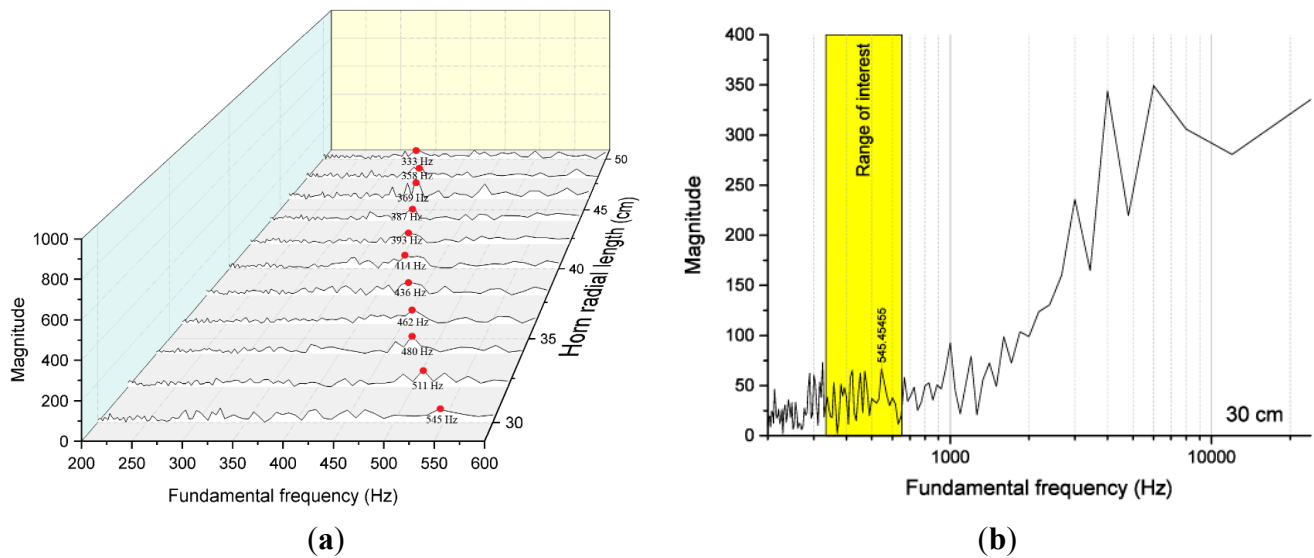 333 Hz
50
358 Hz
369 Hz
45
387 Hz
393 Hz
414 Hz
40
436 Hz
462 Hz
35
480 Hz
511 Hz
545 Hz
30
Horn radial length (cm)
1000
800
600
400
200
0
Magnitude
200 250 300 350 400 450 500 550 600
Fundamental frequency (Hz)
(a)
400
350
300
250
200
150
100
50
0
Magnitude
Range of interest
545.45455
30 cm
1000 10000
Fundamental frequency (Hz)
(b)